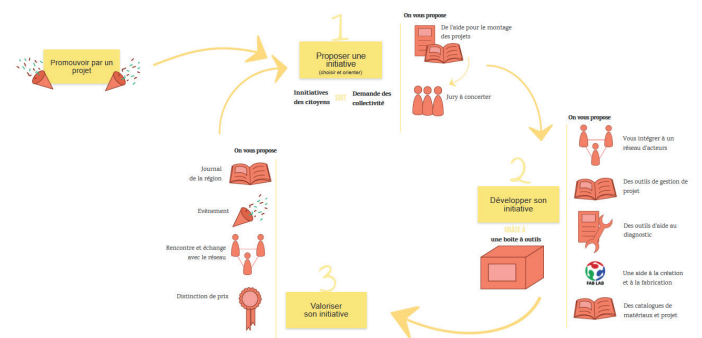 Promouvoir par un
projet
1
Proposer une
initiative
(choisir et orienter)
Innitiatives
des citoyens
Demande des
collectivité
On vous propose
De l'aide pour le montage
des projets
Jury à concerter
2
Développer son
initiative
une boite à outils
On vous propose
Vous intégrer à un
réseau d'acteurs
Des outils de gestion de
projet
Des outils d'aide au
diagnostic
FAB LAB
Une aide à la création
et à la fabrication
Des catalogues de
matériaux et projet
3
Valoriser
son initiative
On vous propose
Journal
de la région
Evènement
Rencontre et échange
avec le réseau
Distinction de prix